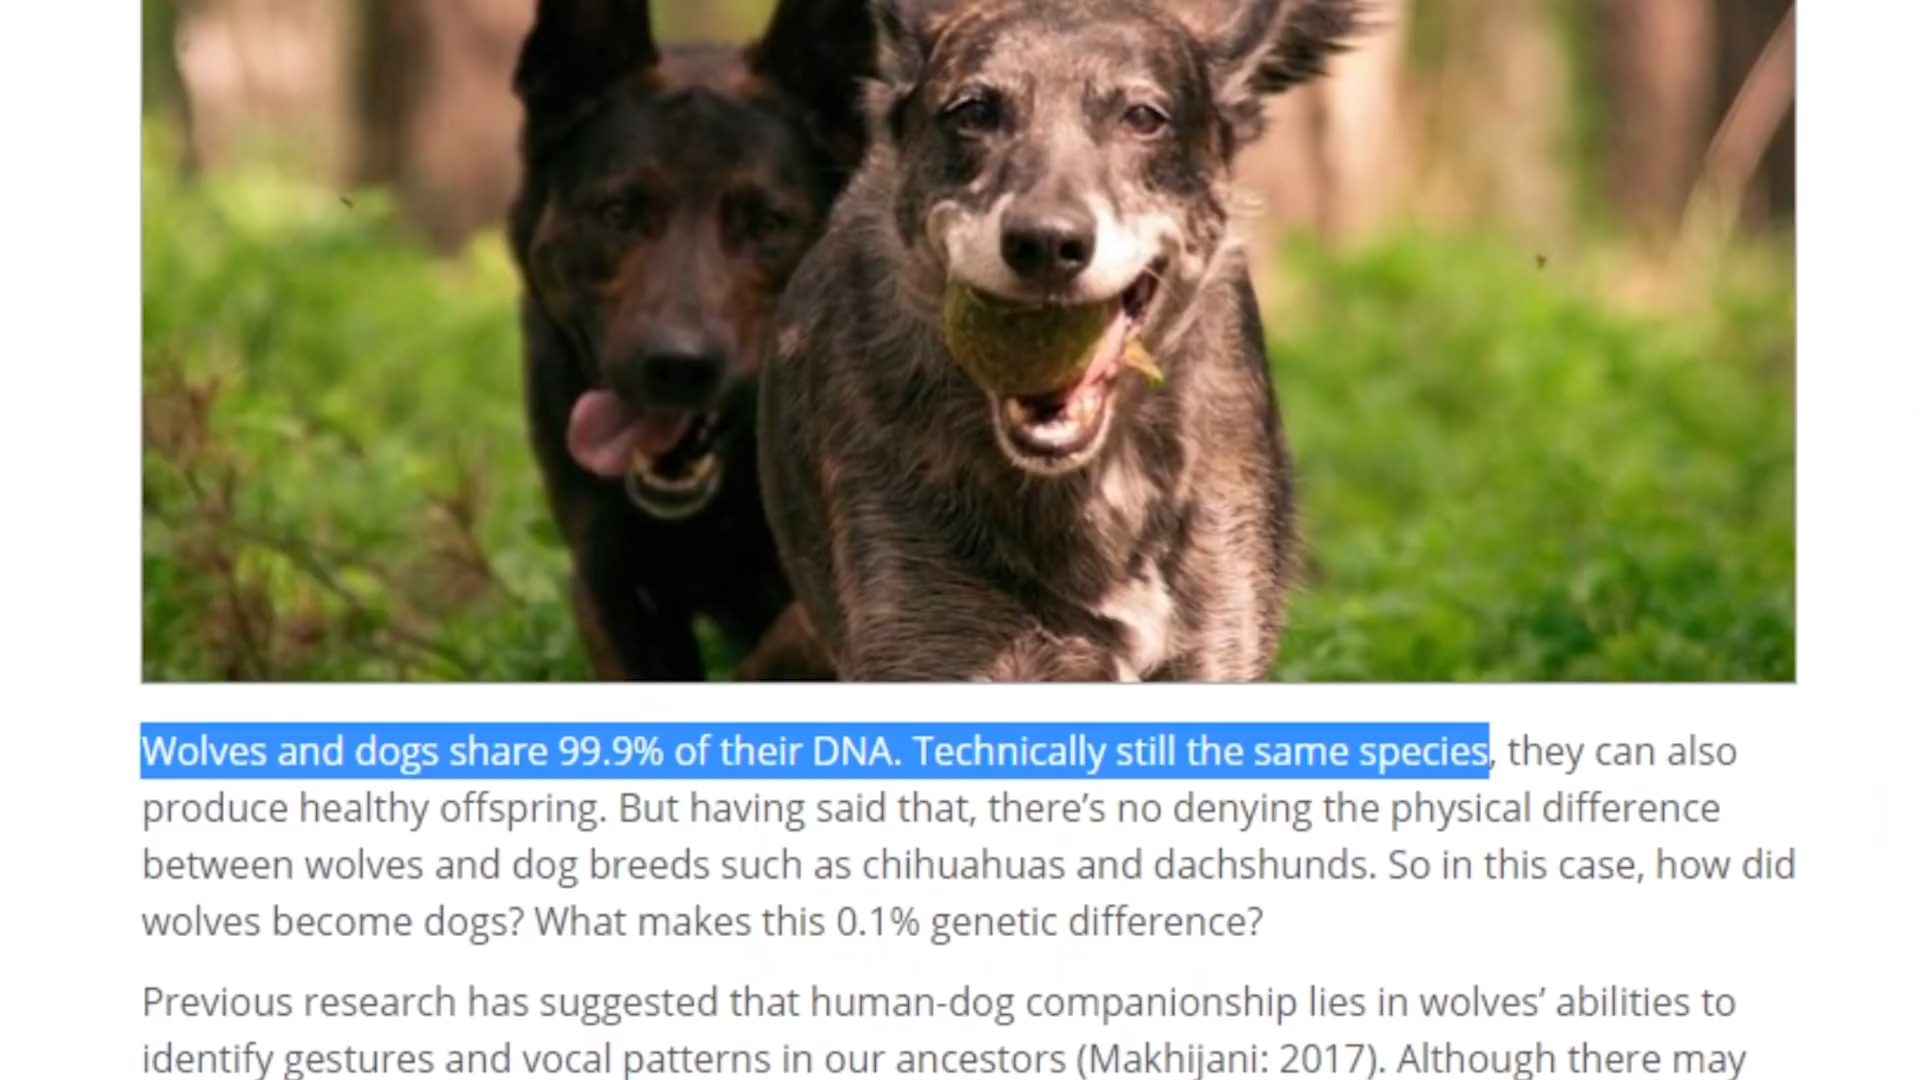 Wolves and dogs share 99.9% of their DNA. Technically still the same species, they can also
produce healthy offspring. But having said that, there’s no denying the physical difference
between wolves and dog breeds such as chihuahuas and dachshunds. So in this case, how did
wolves become dogs? What makes this 0.1% genetic difference?
Previous research has suggested that human-dog companionship lies in wolves’ abilities to
identify gestures and vocal patterns in our ancestors (Makhijani: 2017). Although there may